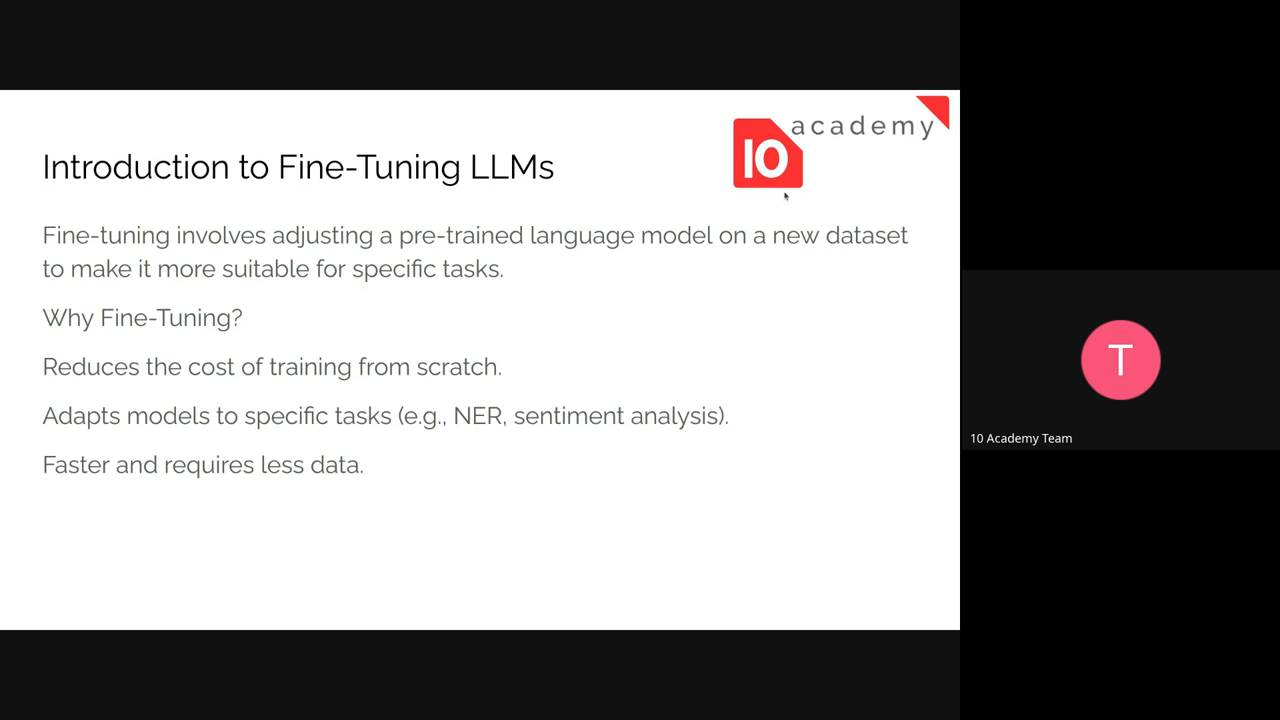 academy
10
Introduction to Fine-Tuning LLMs
Fine-tuning involves adjusting a pre-trained language model on a new dataset
to make it more suitable for specific tasks.
Why Fine-Tuning?
Reduces the cost of training from scratch.
Adapts models to specific tasks (e.g., NER, sentiment analysis).
Faster and requires less data.
T
10 Academy Team